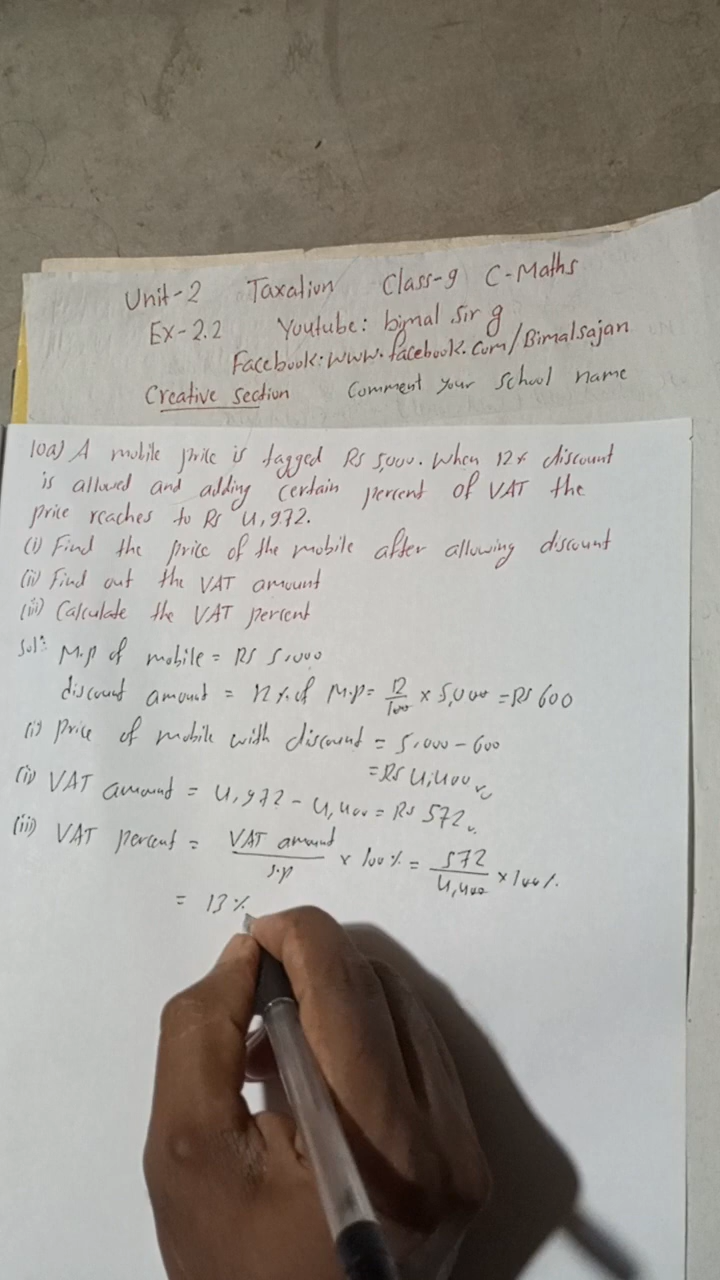 Unit-2 Taxation Class-9 C-Maths
Ex-2.2 Youtube: bimal sir g
Facebook: www.facebook.com/Bimalsajan
Creative section Comment your school name
10a) A mobile price is tagged Rs 5000. When 12% discount
is allowed and adding certain percent of VAT the
price reaches to Rs 4,972.
(i) Find the price of the mobile after allowing discount
(ii) Find out the VAT amount
(iii) Calculate the VAT percent
Solⁿ: M.P of mobile = Rs 5,000
discount amount = 12% of M.P = 12/100 × 5,000 = Rs 600
(i) Price of mobile with discount = 5,000 - 600
= Rs 4,400
(ii) VAT amount = 4,972 - 4,400 = Rs 572
(iii) VAT percent = VAT amount/S.P × 100% = 572/4,400 × 100%
= 13%